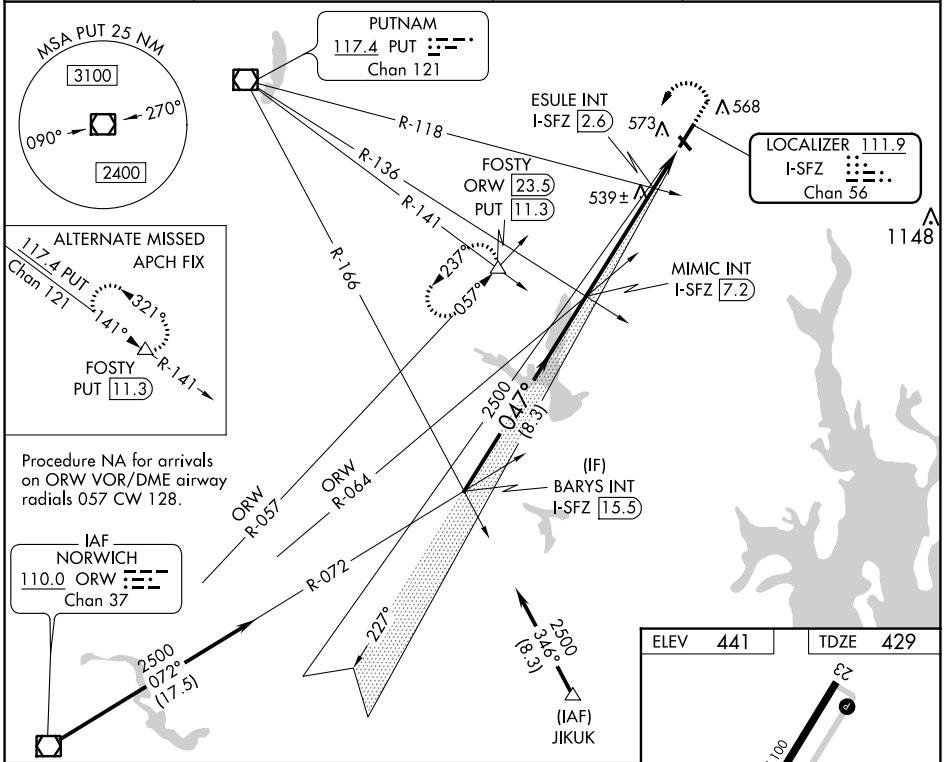 MSA PUT 25 NM
3100
090°
270°
2400
PUTNAM
117.4 PUT
Chan 121
ESULE INT
I-SFZ 2.6
573
568
LOCALIZER 111.9
I-SFZ
Chan 56
1148
R-118
R-136
R-141
R-166
FOSTY
ORW 23.5
PUT 11.3
539±
237°
057°
MIMIC INT
I-SFZ 7.2
ALTERNATE MISSED
APCH FIX
117.4 PUT
Chan 121
321°
141°
R-141
FOSTY
PUT 11.3
2500
047°
(8.3)
Procedure NA for arrivals
on ORW VOR/DME airway
radials 057 CW 128.
ORW
R-057
ORW
R-064
(IF)
BARYS INT
I-SFZ 15.5
IAF
NORWICH
110.0 ORW
Chan 37
R-072
2500
072°
(17.5)
227°
2500
346°
(8.3)
(IAF)
JIKUK
ELEV 441
TDZE 429
23
P
100